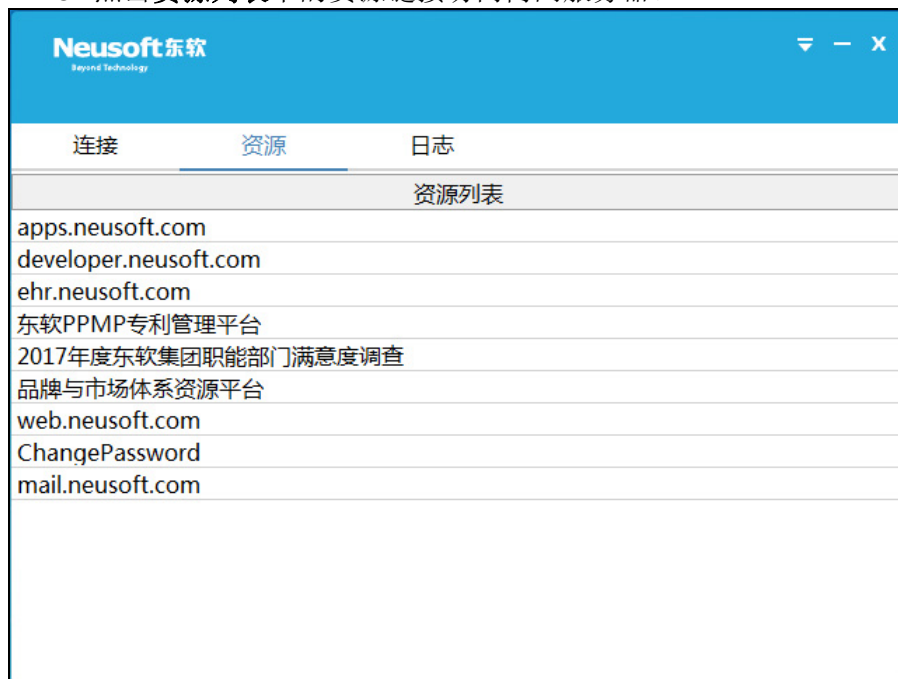 Neusoft东软
Beyond Technology
连接 资源 日志
资源列表
apps.neusoft.com
developer.neusoft.com
ehr.neusoft.com
东软PPMP专利管理平台
2017年度东软集团职能部门满意度调查
品牌与市场体系资源平台
web.neusoft.com
ChangePassword
mail.neusoft.com